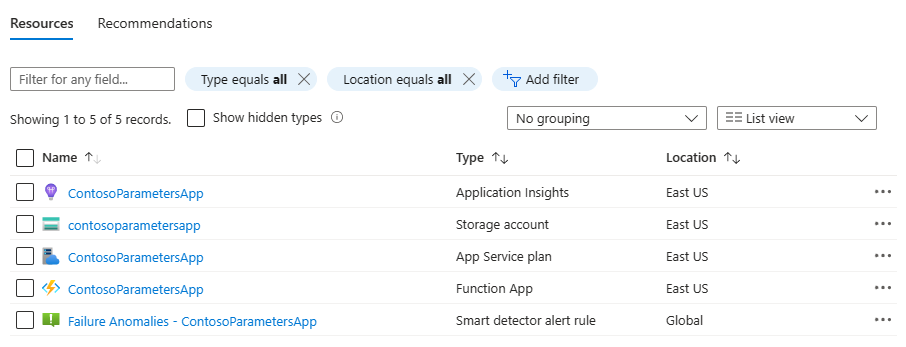 Resources Recommendations
Filter for any field... Type equals all Location equals all Add filter
Showing 1 to 5 of 5 records. Show hidden types No grouping List view
Name Type Location
ContosoParametersApp Application Insights East US
contosoparametersapp Storage account East US
ContosoParametersApp App Service plan East US
ContosoParametersApp Function App East US
Failure Anomalies - ContosoParametersApp Smart detector alert rule Global